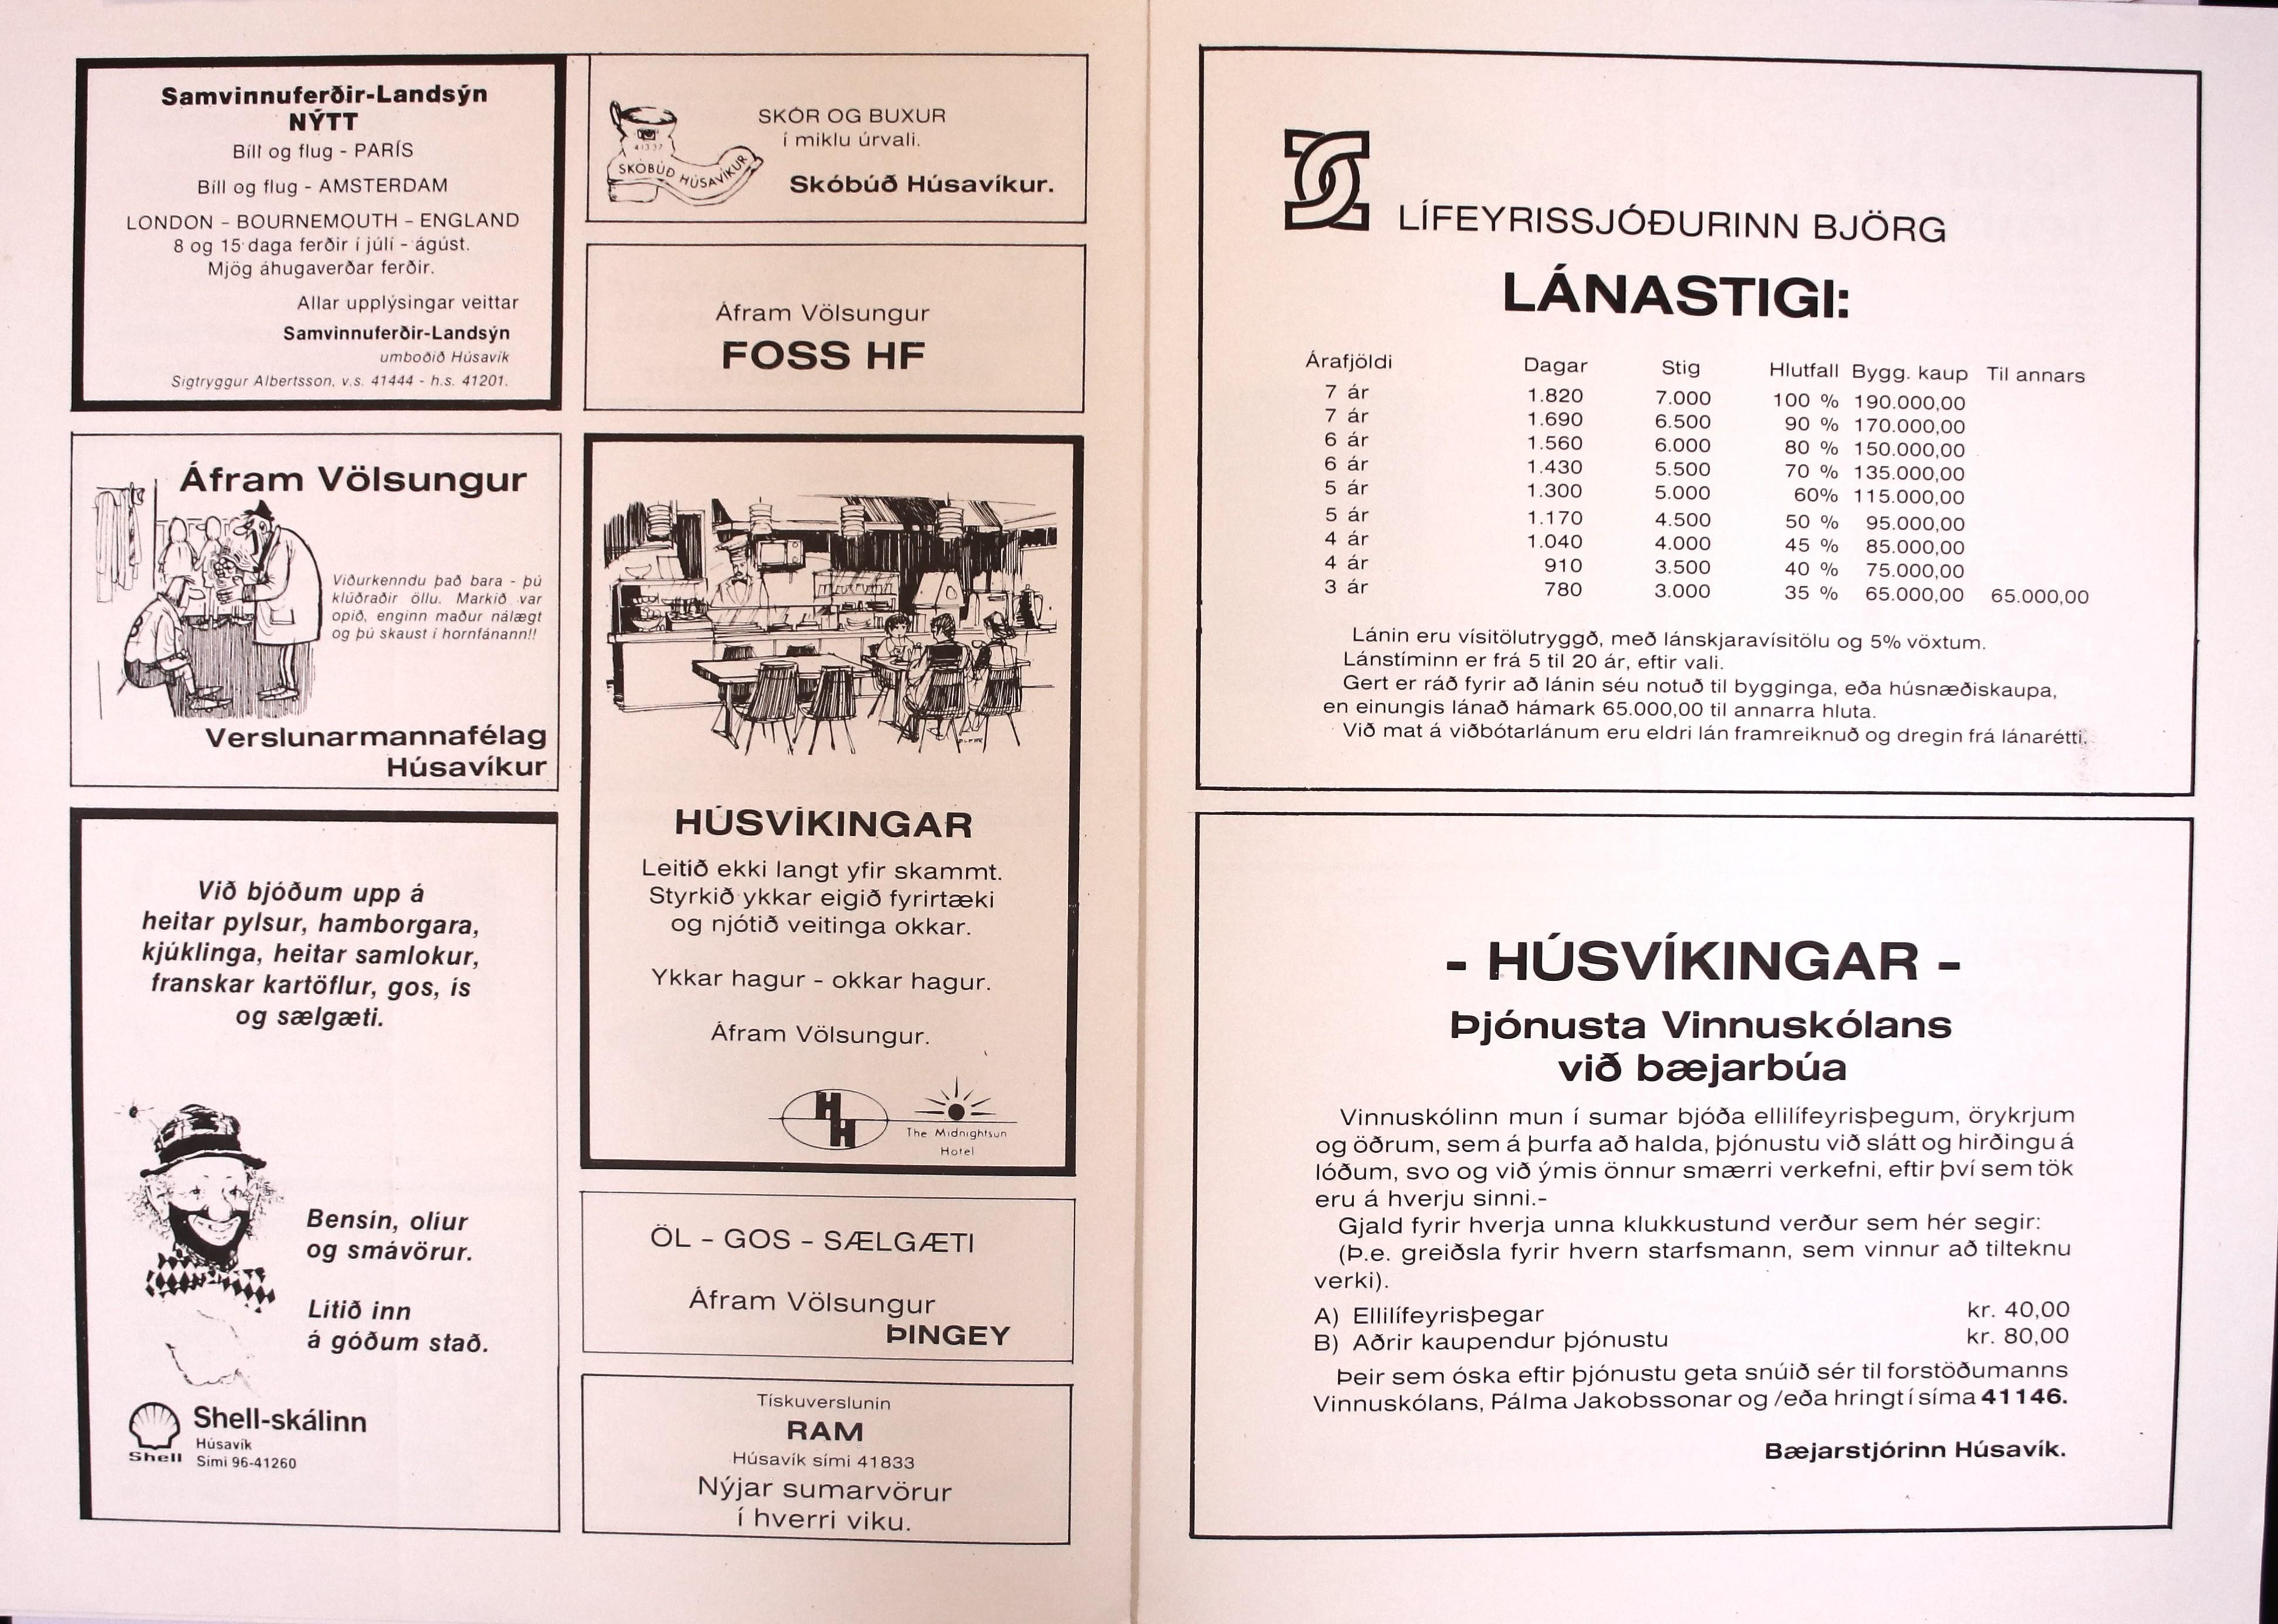 Samvinnuferðir-Landsýn
NÝTT
Bíll og flug - PARÍS
Bíll og flug - AMSTERDAM
LONDON - BOURNEMOUTH - ENGLAND
8 og 15 daga ferðir í júlí - ágúst.
Mjög áhugaverðar ferðir.
Allar upplýsingar veittar
Samvinnuferðir-Landsýn
umboðið Húsavík
Sigtryggur Albertsson, v.s. 41444 - h.s. 41201.
Áfram Völsungur
Viðurkenndu það bara - þú
klúðraðir öllu. Markið var
opið, enginn maður nálægt
og þú skaust í hornfánann!!
Verslunarmannafélag
Húsavíkur
Við bjóðum upp á
heitar pylsur, hamborgara,
kjúklinga, heitar samlokur,
franskar kartöflur, gos, ís
og sælgæti.
Bensín, olíur
og smávörur.
Lítið inn
á góðum stað.
Shell-skálinn
Húsavík
Shell
Sími 96-41260
41337
SKÓBÚÐ HÚSAVÍKUR
SKÓR OG BUXUR
í miklu úrvali.
Skóbúð Húsavíkur.
Áfram Völsungur
FOSS HF
HÚSVÍKINGAR
Leitið ekki langt yfir skammt.
Styrkið ykkar eigið fyrirtæki
og njótið veitinga okkar.
Ykkar hagur - okkar hagur.
Áfram Völsungur.
HH
The Midnightsun
Hotel
ÖL - GOS - SÆLGÆTI
Áfram Völsungur
ÞINGEY
Tískuverslunin
RAM
Húsavík sími 41833
Nýjar sumarvörur
í hverri viku.
LÍFEYRISSJÓÐURINN BJÖRG
LÁNASTIGI:
Árafjöldi Dagar Stig Hlutfall Bygg. kaup Til annars
7 ár 1.820 7.000 100 % 190.000,00
7 ár 1.690 6.500 90 % 170.000,00
6 ár 1.560 6.000 80 % 150.000,00
6 ár 1.430 5.500 70 % 135.000,00
5 ár 1.300 5.000 60% 115.000,00
5 ár 1.170 4.500 50 % 95.000,00
4 ár 1.040 4.000 45 % 85.000,00
4 ár 910 3.500 40 % 75.000,00
3 ár 780 3.000 35 % 65.000,00 65.000,00
Lánin eru vísitölutryggð, með lánskjaravísitölu og 5% vöxtum.
Lánstíminn er frá 5 til 20 ár, eftir vali.
Gert er ráð fyrir að lánin séu notuð til bygginga, eða húsnæðiskaupa,
en einungis lánað hámark 65.000,00 til annarra hluta.
Við mat á viðbótarlánum eru eldri lán framreiknuð og dregin frá lánarétti.
- HÚSVÍKINGAR -
Þjónusta Vinnuskólans
við bæjarbúa
Vinnuskólinn mun í sumar bjóða ellilífeyrisþegum, örykrjum
og öðrum, sem á þurfa að halda, þjónustu við slátt og hirðingu á
lóðum, svo og við ýmis önnur smærri verkefni, eftir því sem tök
eru á hverju sinni.-
Gjald fyrir hverja unna klukkustund verður sem hér segir:
(Þ.e. greiðsla fyrir hvern starfsmann, sem vinnur að tilteknu
verki).
A) Ellilífeyrisþegar kr. 40,00
B) Aðrir kaupendur þjónustu kr. 80,00
Þeir sem óska eftir þjónustu geta snúið sér til forstöðumanns
Vinnuskólans, Pálma Jakobssonar og /eða hringt í síma 41146.
Bæjarstjórinn Húsavík.